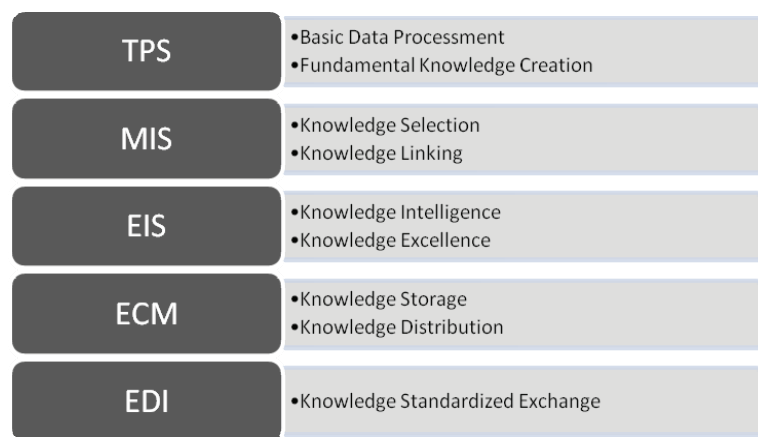 TPS
•Basic Data Processment
•Fundamental Knowledge Creation
MIS
•Knowledge Selection
•Knowledge Linking
EIS
•Knowledge Intelligence
•Knowledge Excellence
ECM
•Knowledge Storage
•Knowledge Distribution
EDI
•Knowledge Standardized Exchange